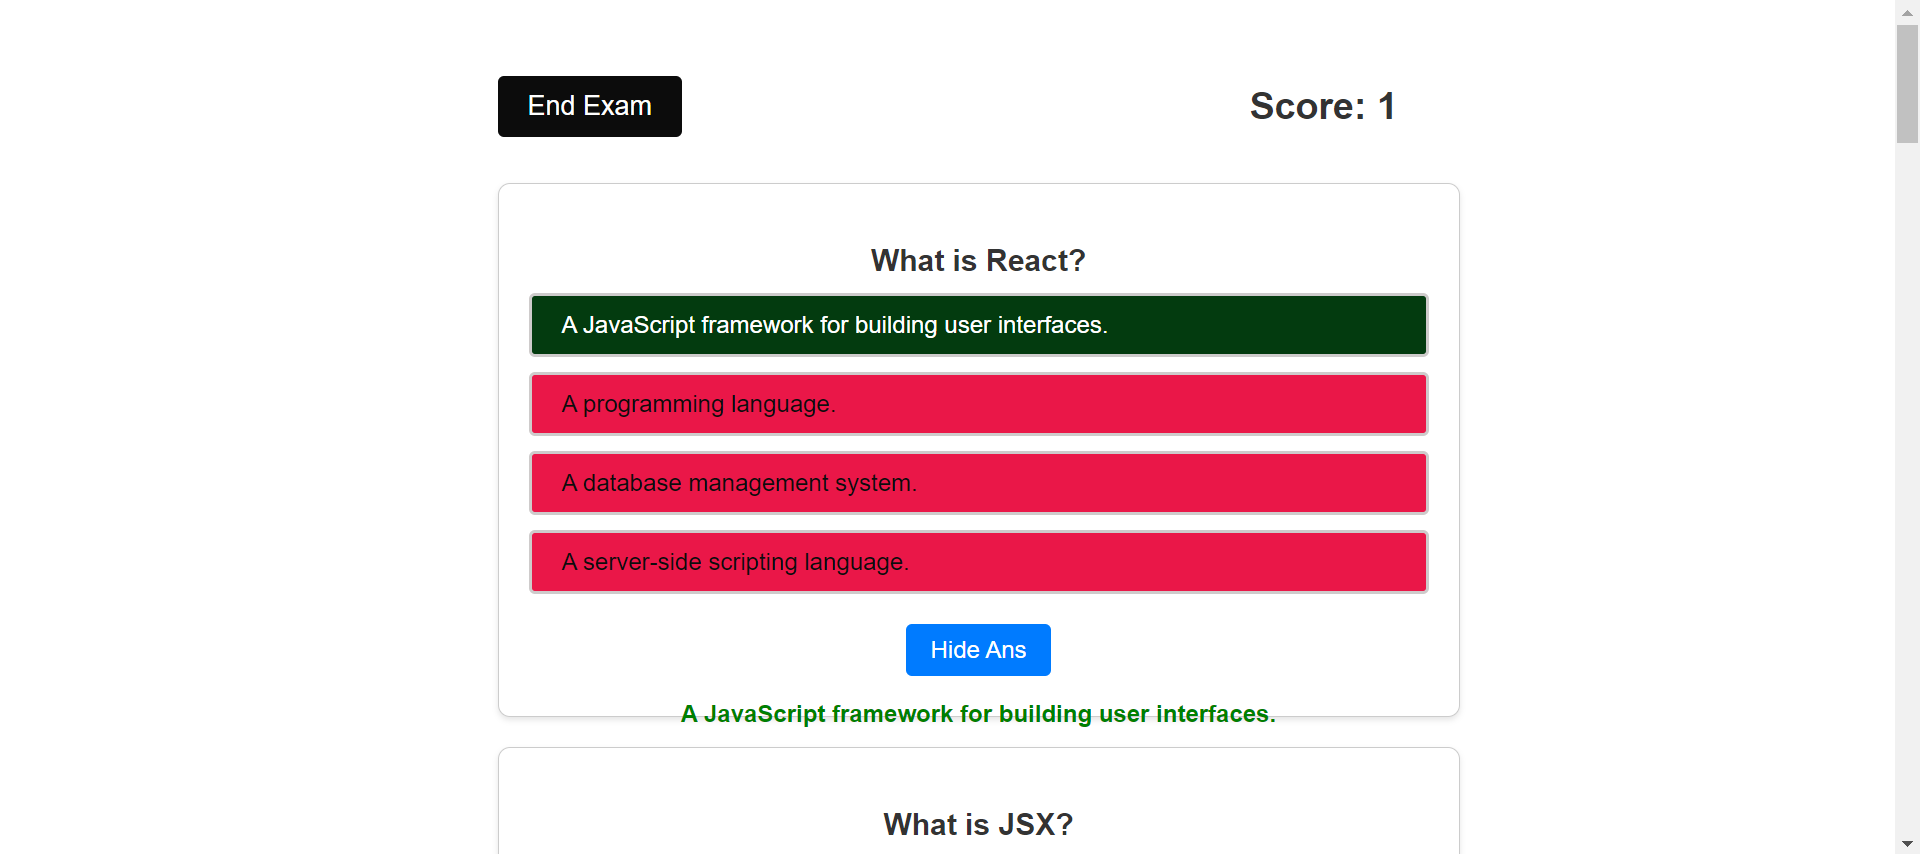 End Exam
Score: 1
What is React?
A JavaScript framework for building user interfaces.
A programming language.
A database management system.
A server-side scripting language.
Hide Ans
A JavaScript framework for building user interfaces.
What is JSX?